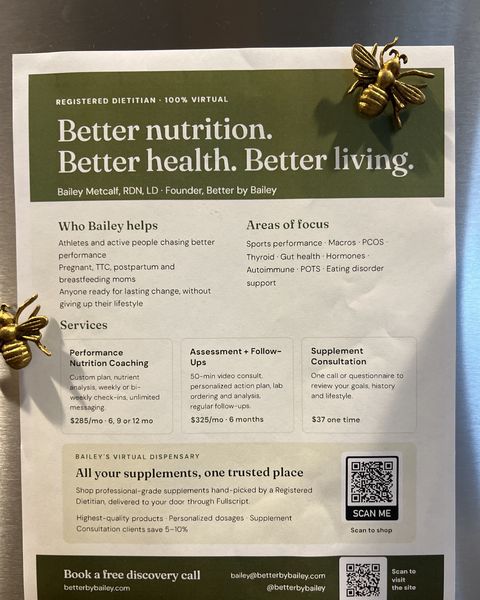 REGISTERED DIETITIAN · 100% VIRTUAL
Better nutrition.
Better health. Better living.
Bailey Metcalf, RDN, LD · Founder, Better by Bailey
Who Bailey helps
Athletes and active people chasing better
performance
Pregnant, TTC, postpartum and
breastfeeding moms
Anyone ready for lasting change, without
giving up their lifestyle
Areas of focus
Sports performance · Macros · PCOS ·
Thyroid · Gut health · Hormones ·
Autoimmune · POTS · Eating disorder
support
Services
Performance
Nutrition Coaching
Custom plan, nutrient
analysis, weekly or bi-
weekly check-ins, unlimited
messaging.
$285/mo · 6, 9 or 12 mo
Assessment + Follow-
Ups
50-min video consult,
personalized action plan, lab
ordering and analysis,
regular follow-ups.
$325/mo · 6 months
Supplement
Consultation
One call or questionnaire to
review your goals, history
and lifestyle.
$37 one time
BAILEY'S VIRTUAL DISPENSARY
All your supplements, one trusted place
Shop professional-grade supplements hand-picked by a Registered
Dietitian, delivered to your door through Fullscript.
Highest-quality products · Personalized dosages · Supplement
Consultation clients save 5–10%
SCAN ME
Scan to shop
Book a free discovery call
betterbybailey.com
bailey@betterbybailey.com
@betterbybailey
Scan to
visit
the site